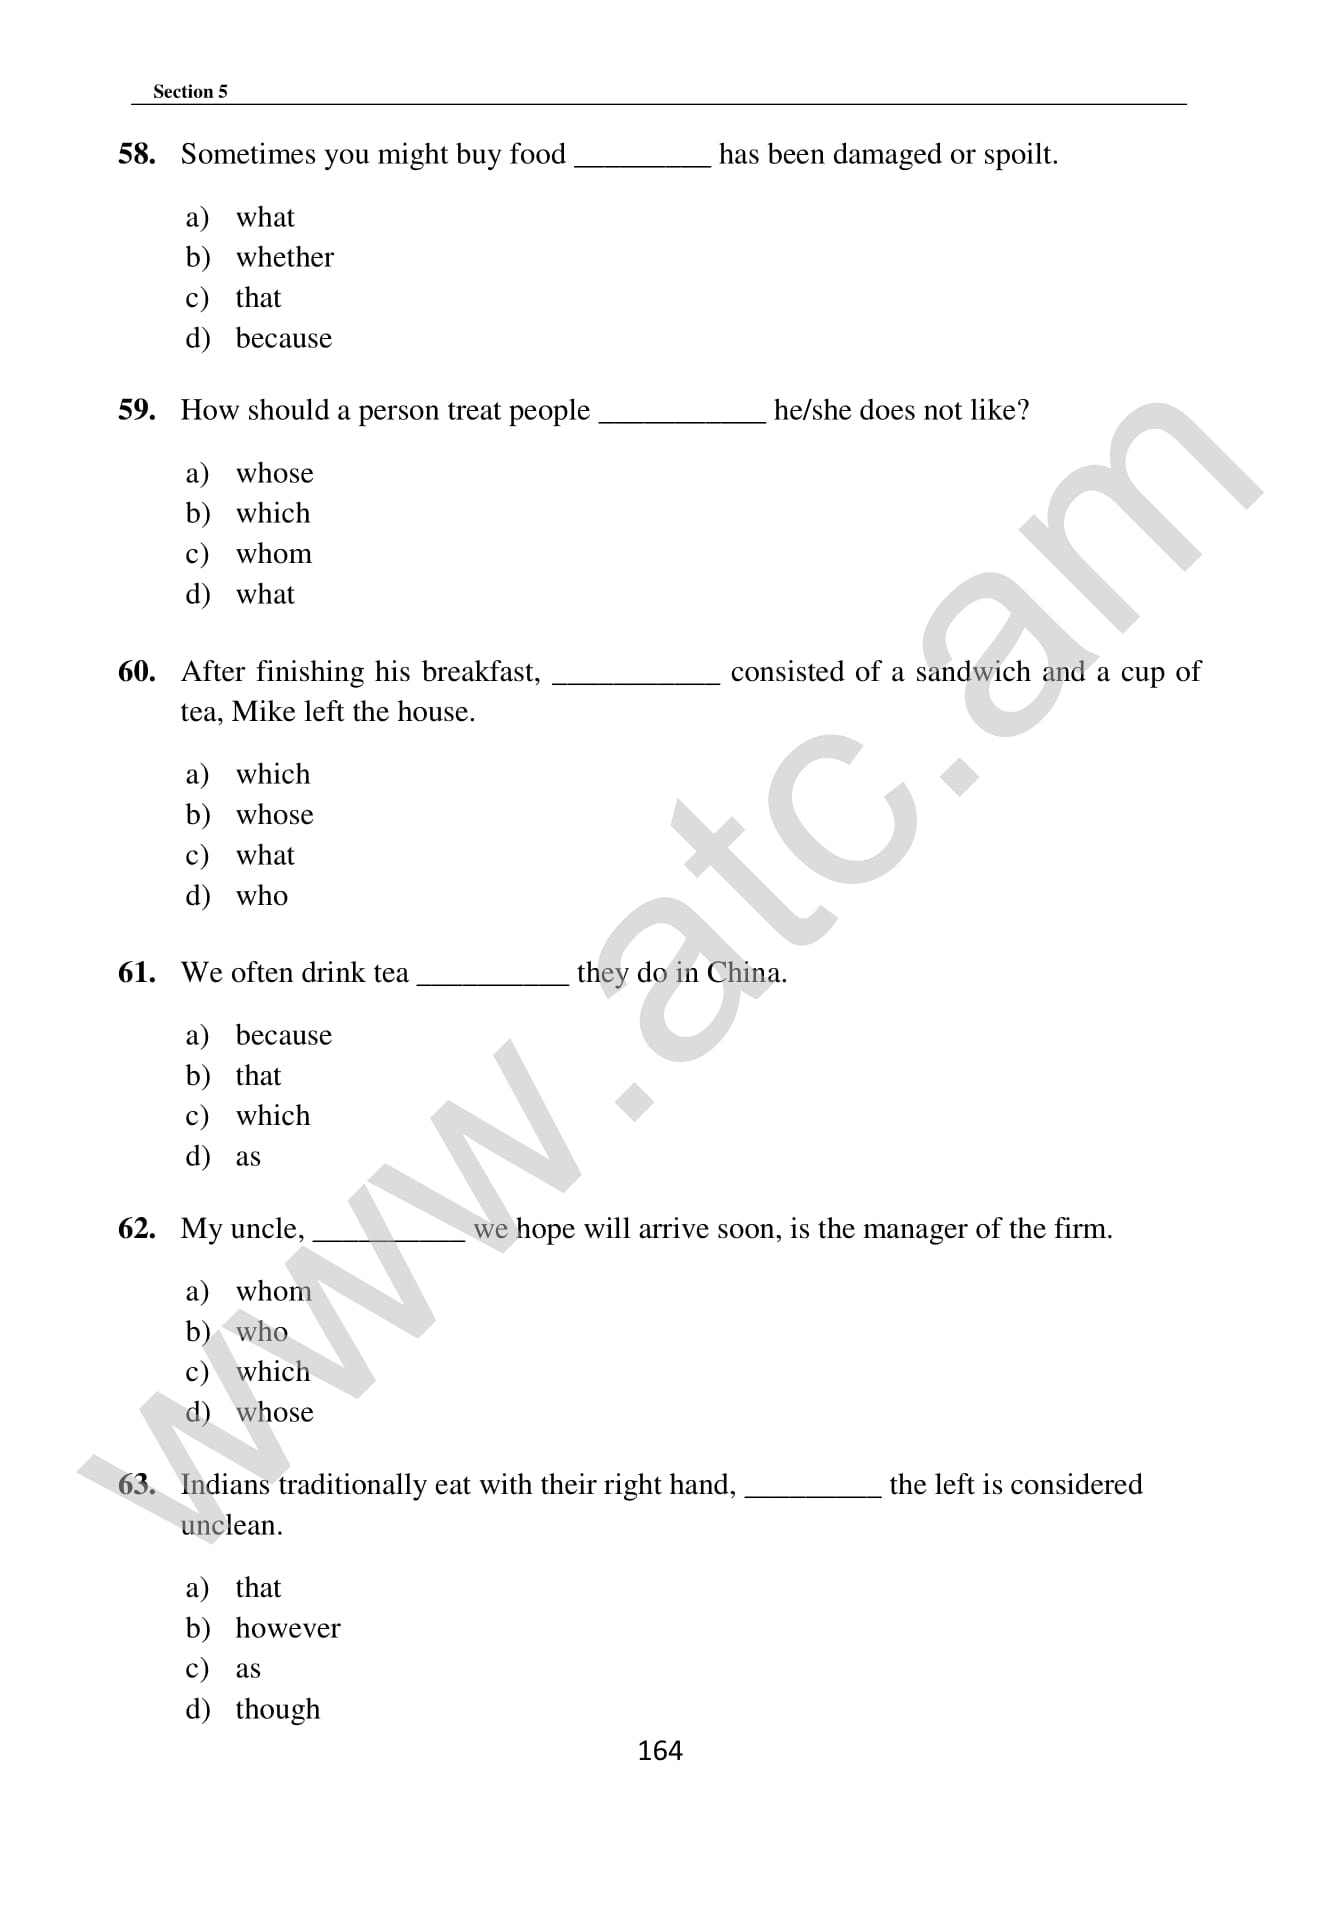 Section 5
58. Sometimes you might buy food _________ has been damaged or spoilt.
a) what
b) whether
c) that
d) because
59. How should a person treat people ___________ he/she does not like?
a) whose
b) which
c) whom
d) what
60. After finishing his breakfast, ___________ consisted of a sandwich and a cup of
tea, Mike left the house.
a) which
b) whose
c) what
d) who
61. We often drink tea __________ they do in China.
a) because
b) that
c) which
d) as
62. My uncle, __________ we hope will arrive soon, is the manager of the firm.
a) whom
b) who
c) which
d) whose
63. Indians traditionally eat with their right hand, _________ the left is considered
unclean.
a) that
b) however
c) as
d) though
164
www.atc.am